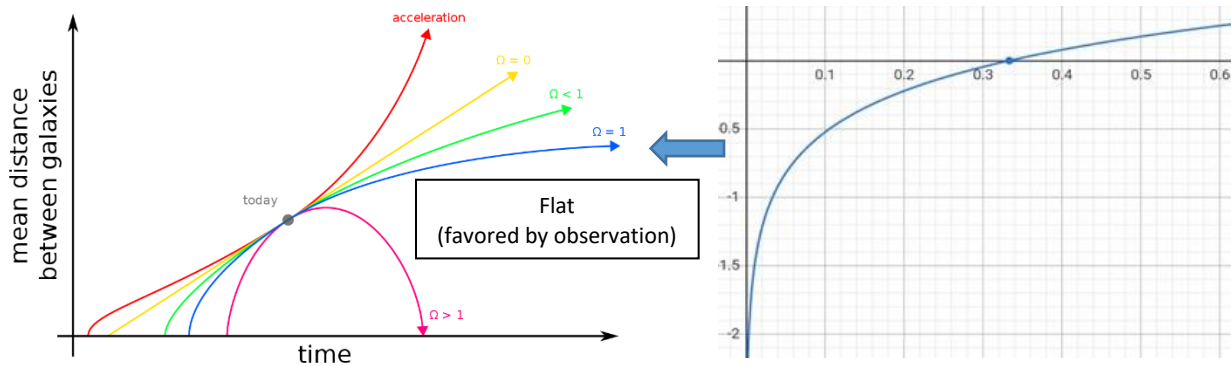 mean distance
between galaxies
acceleration
Ω = 0
Ω < 1
Ω = 1
today
Flat
(favored by observation)
Ω > 1
time
0.1 0.2 0.3 0.4 0.5 0.6
0.5
-1
-1.5
-2